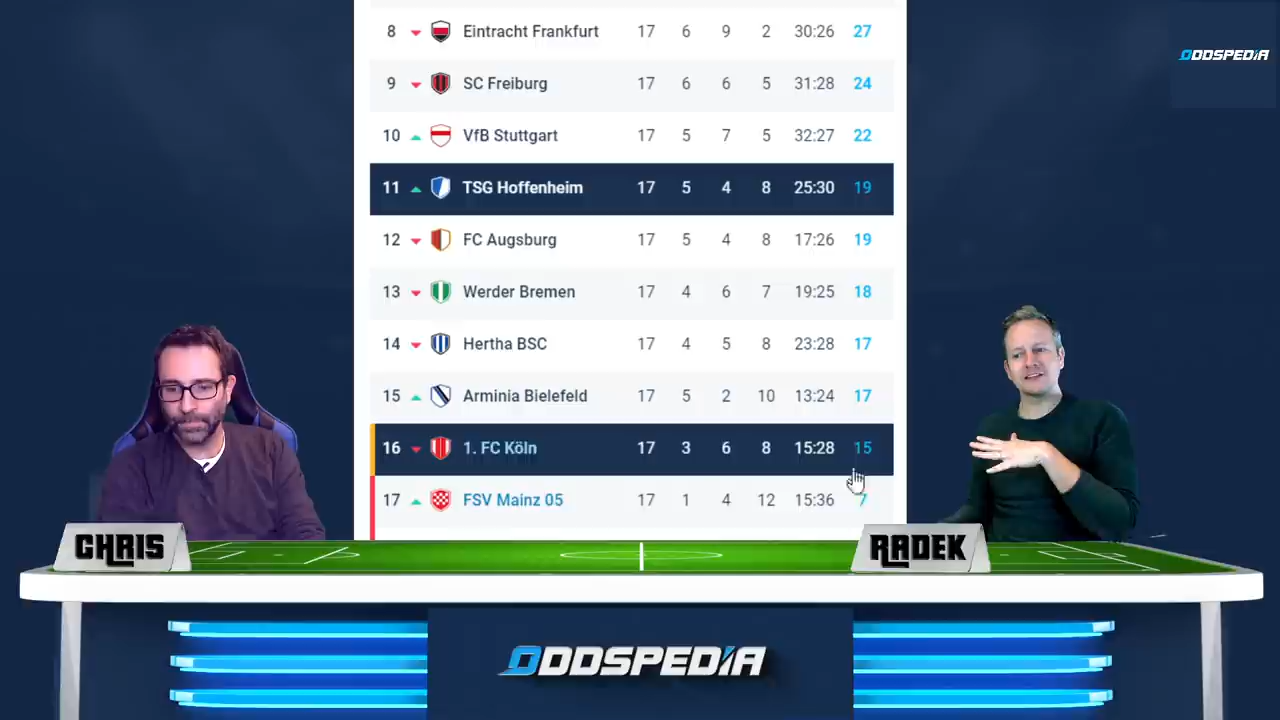 8 Eintracht Frankfurt 17 6 9 2 30:26 27
ODDSPEDIA
9 SC Freiburg 17 6 6 5 31:28 24
10 VfB Stuttgart 17 5 7 5 32:27 22
11 TSG Hoffenheim 17 5 4 8 25:30 19
12 FC Augsburg 17 5 4 8 17:26 19
13 Werder Bremen 17 4 6 7 19:25 18
14 Hertha BSC 17 4 5 8 23:28 17
15 Arminia Bielefeld 17 5 2 10 13:24 17
16 1. FC Köln 17 3 6 8 15:28 15
17 FSV Mainz 05 17 1 4 12 15:36 7
CHRIS
RADEK
ODDSPEDIA